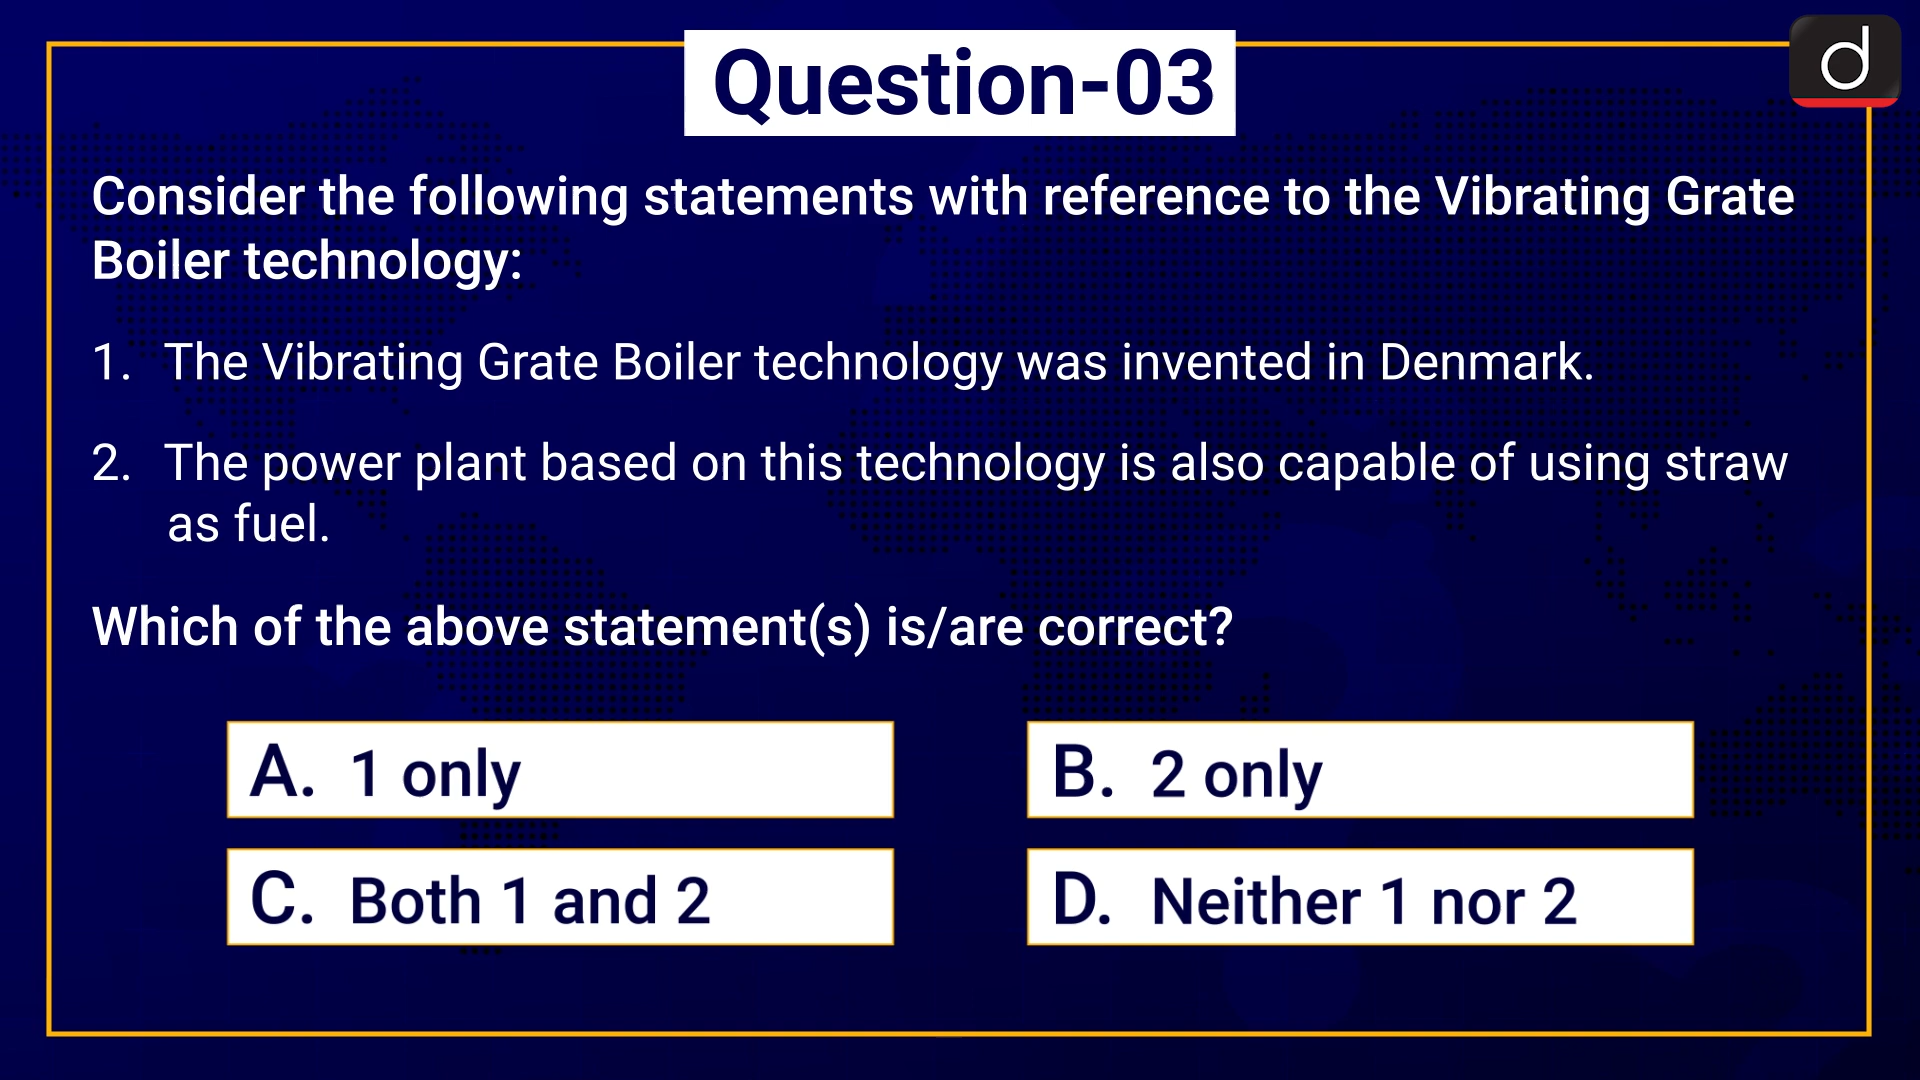 Question-03
d
Consider the following statements with reference to the Vibrating Grate
Boiler technology:
1. The Vibrating Grate Boiler technology was invented in Denmark.
2. The power plant based on this technology is also capable of using straw
as fuel.
Which of the above statement(s) is/are correct?
A. 1 only
B. 2 only
C. Both 1 and 2
D. Neither 1 nor 2